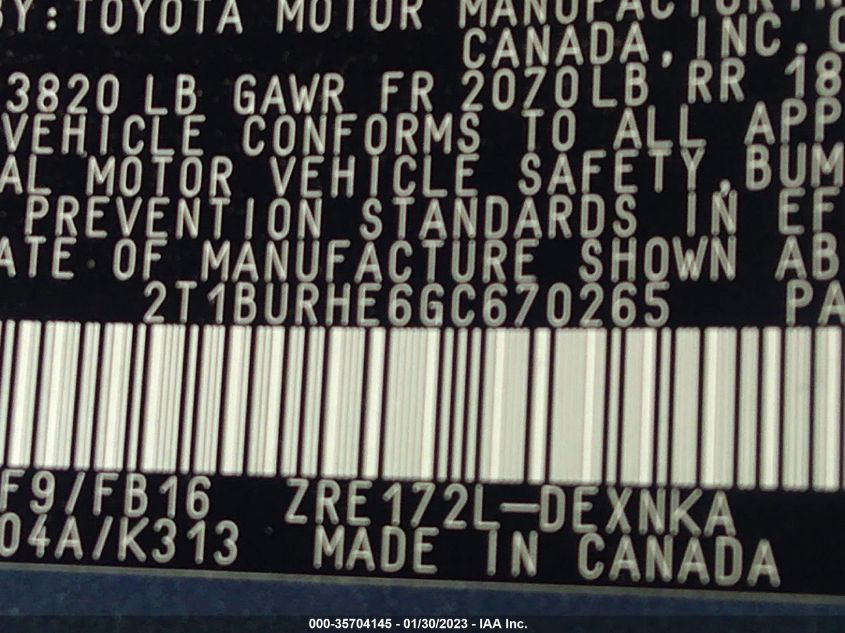 BY:TOYOTA MOTOR MANUFACTURING
CANADA,INC.
3820 LB GAWR FR 2070LB RR 18
VEHICLE CONFORMS TO ALL APP
AL MOTOR VEHICLE SAFETY,BUM
PREVENTION STANDARDS IN EF
ATE OF MANUFACTURE SHOWN AB
2T1BURHE6GC670265 PA
F9/FB16 ZRE172L-DEXNKA
04A/K313 MADE IN CANADA
000-35704145 - 01/30/2023 - IAA Inc.